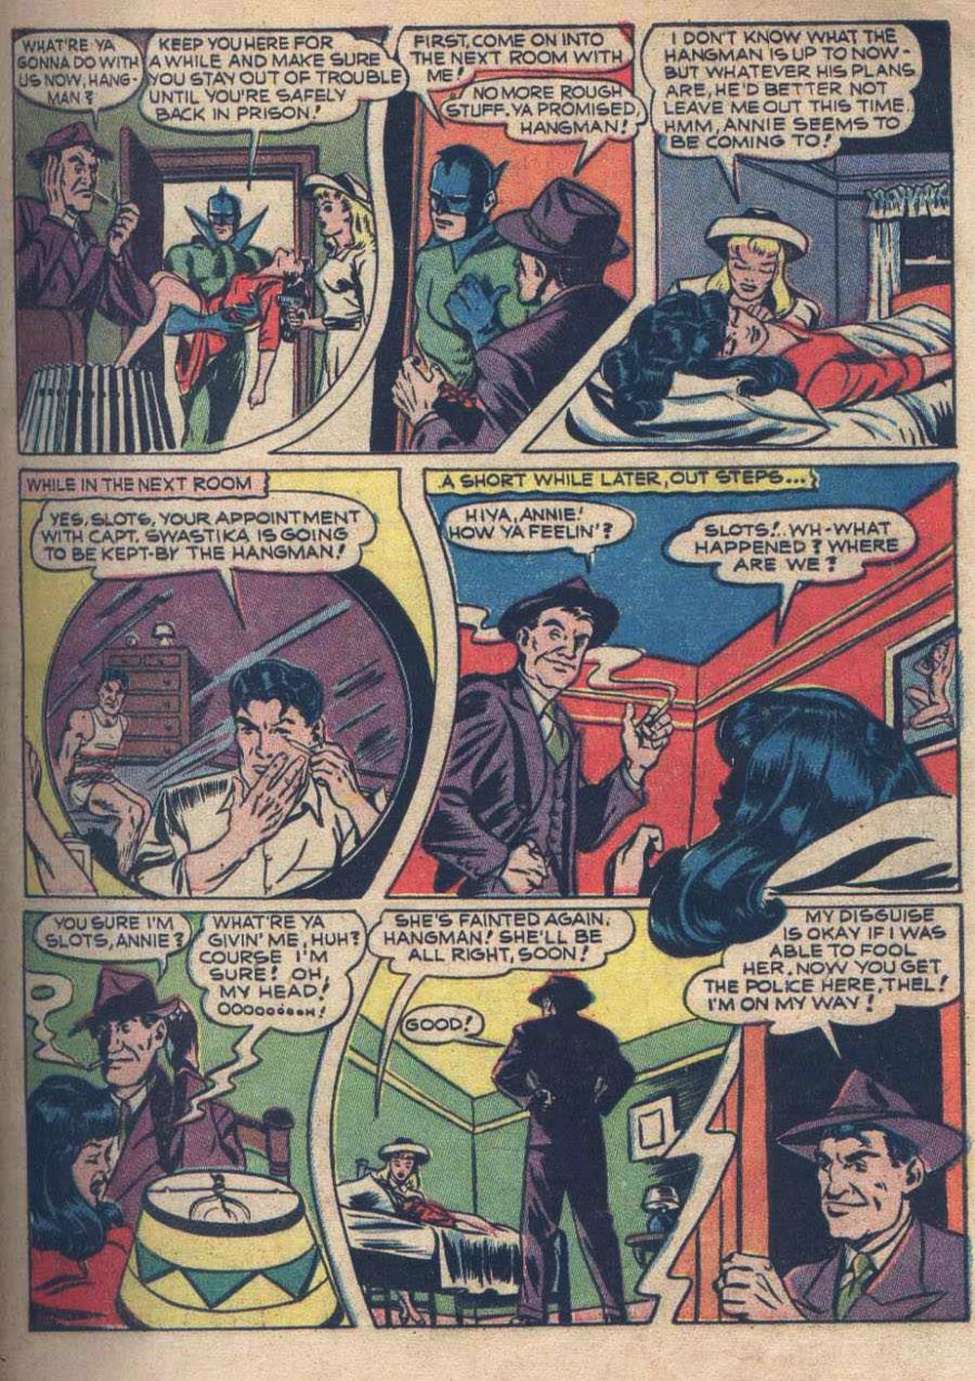 WHAT'RE YA
GONNA DO WITH
US NOW, HANG-
MAN?
KEEP YOU HERE FOR
A WHILE AND MAKE SURE
YOU STAY OUT OF TROUBLE
UNTIL YOU'RE SAFELY
BACK IN PRISON!
FIRST, COME ON INTO
THE NEXT ROOM WITH
ME!
NO MORE ROUGH
STUFF. YA PROMISED,
HANGMAN!
I DON'T KNOW WHAT THE
HANGMAN IS UP TO NOW -
BUT WHATEVER HIS PLANS
ARE, HE'D BETTER NOT
LEAVE ME OUT THIS TIME.
HMM, ANNIE SEEMS TO
BE COMING TO!
WHILE IN THE NEXT ROOM
YES, SLOTS, YOUR APPOINTMENT
WITH CAPT. SWASTIKA IS GOING
TO BE KEPT-BY THE HANGMAN!
A SHORT WHILE LATER, OUT STEPS...
HIYA, ANNIE!
HOW YA FEELIN'?
SLOTS!.. WH-WHAT
HAPPENED? WHERE
ARE WE?
YOU SURE I'M
SLOTS, ANNIE?
WHAT'RE YA
GIVIN' ME, HUH?
COURSE I'M
SURE! OH,
MY HEAD!
OOOOOOOOH!
SHE'S FAINTED AGAIN,
HANGMAN! SHE'LL BE
ALL RIGHT, SOON!
GOOD!
MY DISGUISE
IS OKAY IF I WAS
ABLE TO FOOL
HER. NOW YOU GET
THE POLICE HERE, THEL!
I'M ON MY WAY!